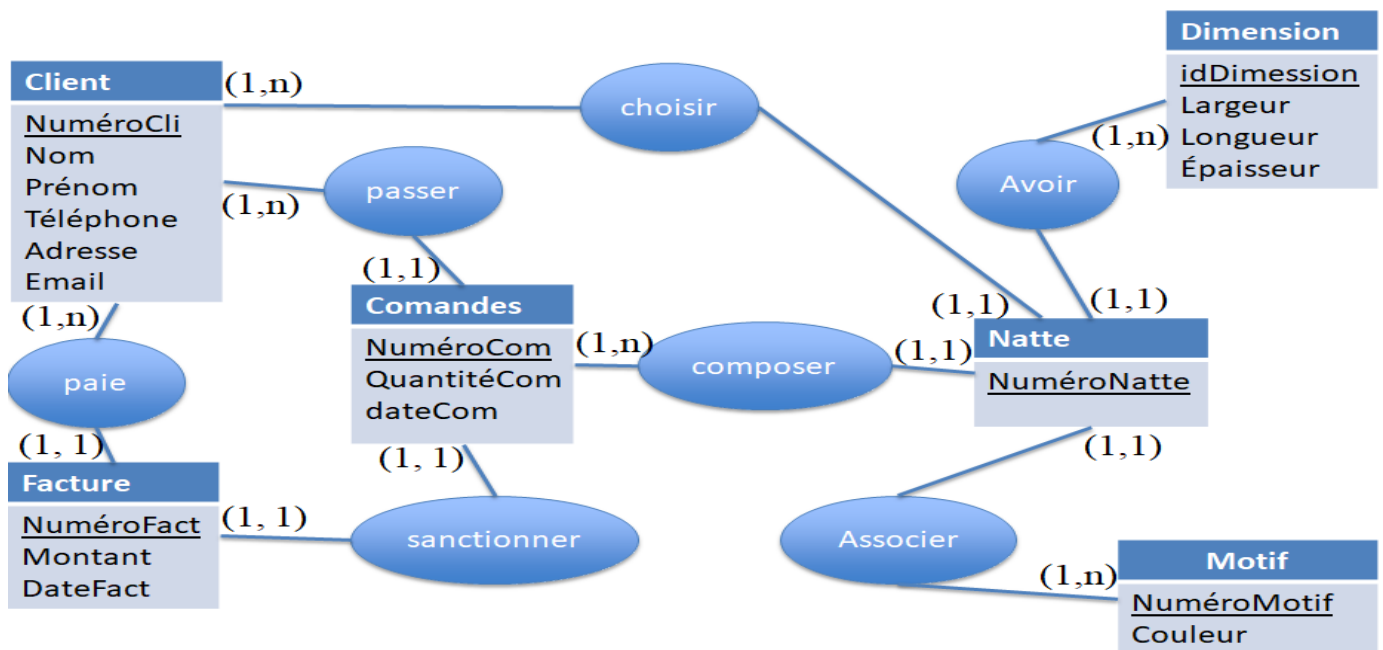 Client
NuméroCli
Nom
Prénom
Téléphone
Adresse
Email
(1,n)
choisir
(1,1)
(1,n)
passer
(1,1)
Dimension
idDimession
Largeur
Longueur
Épaisseur
(1,n)
Avoir
(1,1)
Comandes
NuméroCom
QuantitéCom
dateCom
(1,n)
composer
(1,1)
Natte
NuméroNatte
(1,n)
paie
(1, 1)
Facture
NuméroFact
Montant
DateFact
(1, 1)
sanctionner
(1, 1)
(1,1)
Associer
(1,n)
Motif
NuméroMotif
Couleur